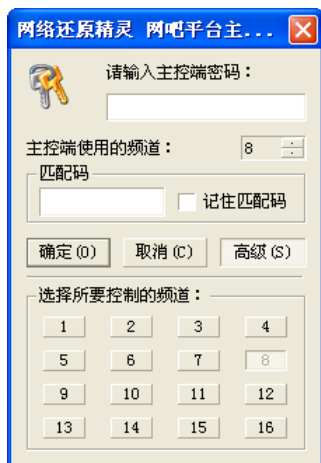 网络还原精灵 网吧平台主...
请输入主控端密码：
主控端使用的频道： 8
匹配码
记住匹配码
确定(O) 取消(C) 高级(S)
选择所要控制的频道：
1 2 3 4
5 6 7 8
9 10 11 12
13 14 15 16